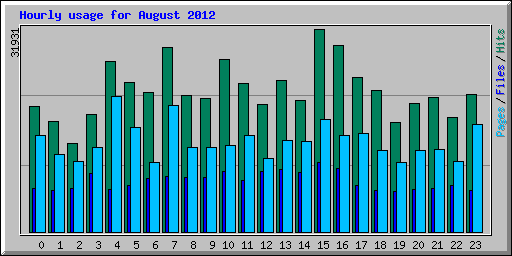 Hourly usage for August 2012
31931
Pages / Files / Hits
0 1 2 3 4 5 6 7 8 9 10 11 12 13 14 15 16 17 18 19 20 21 22 23